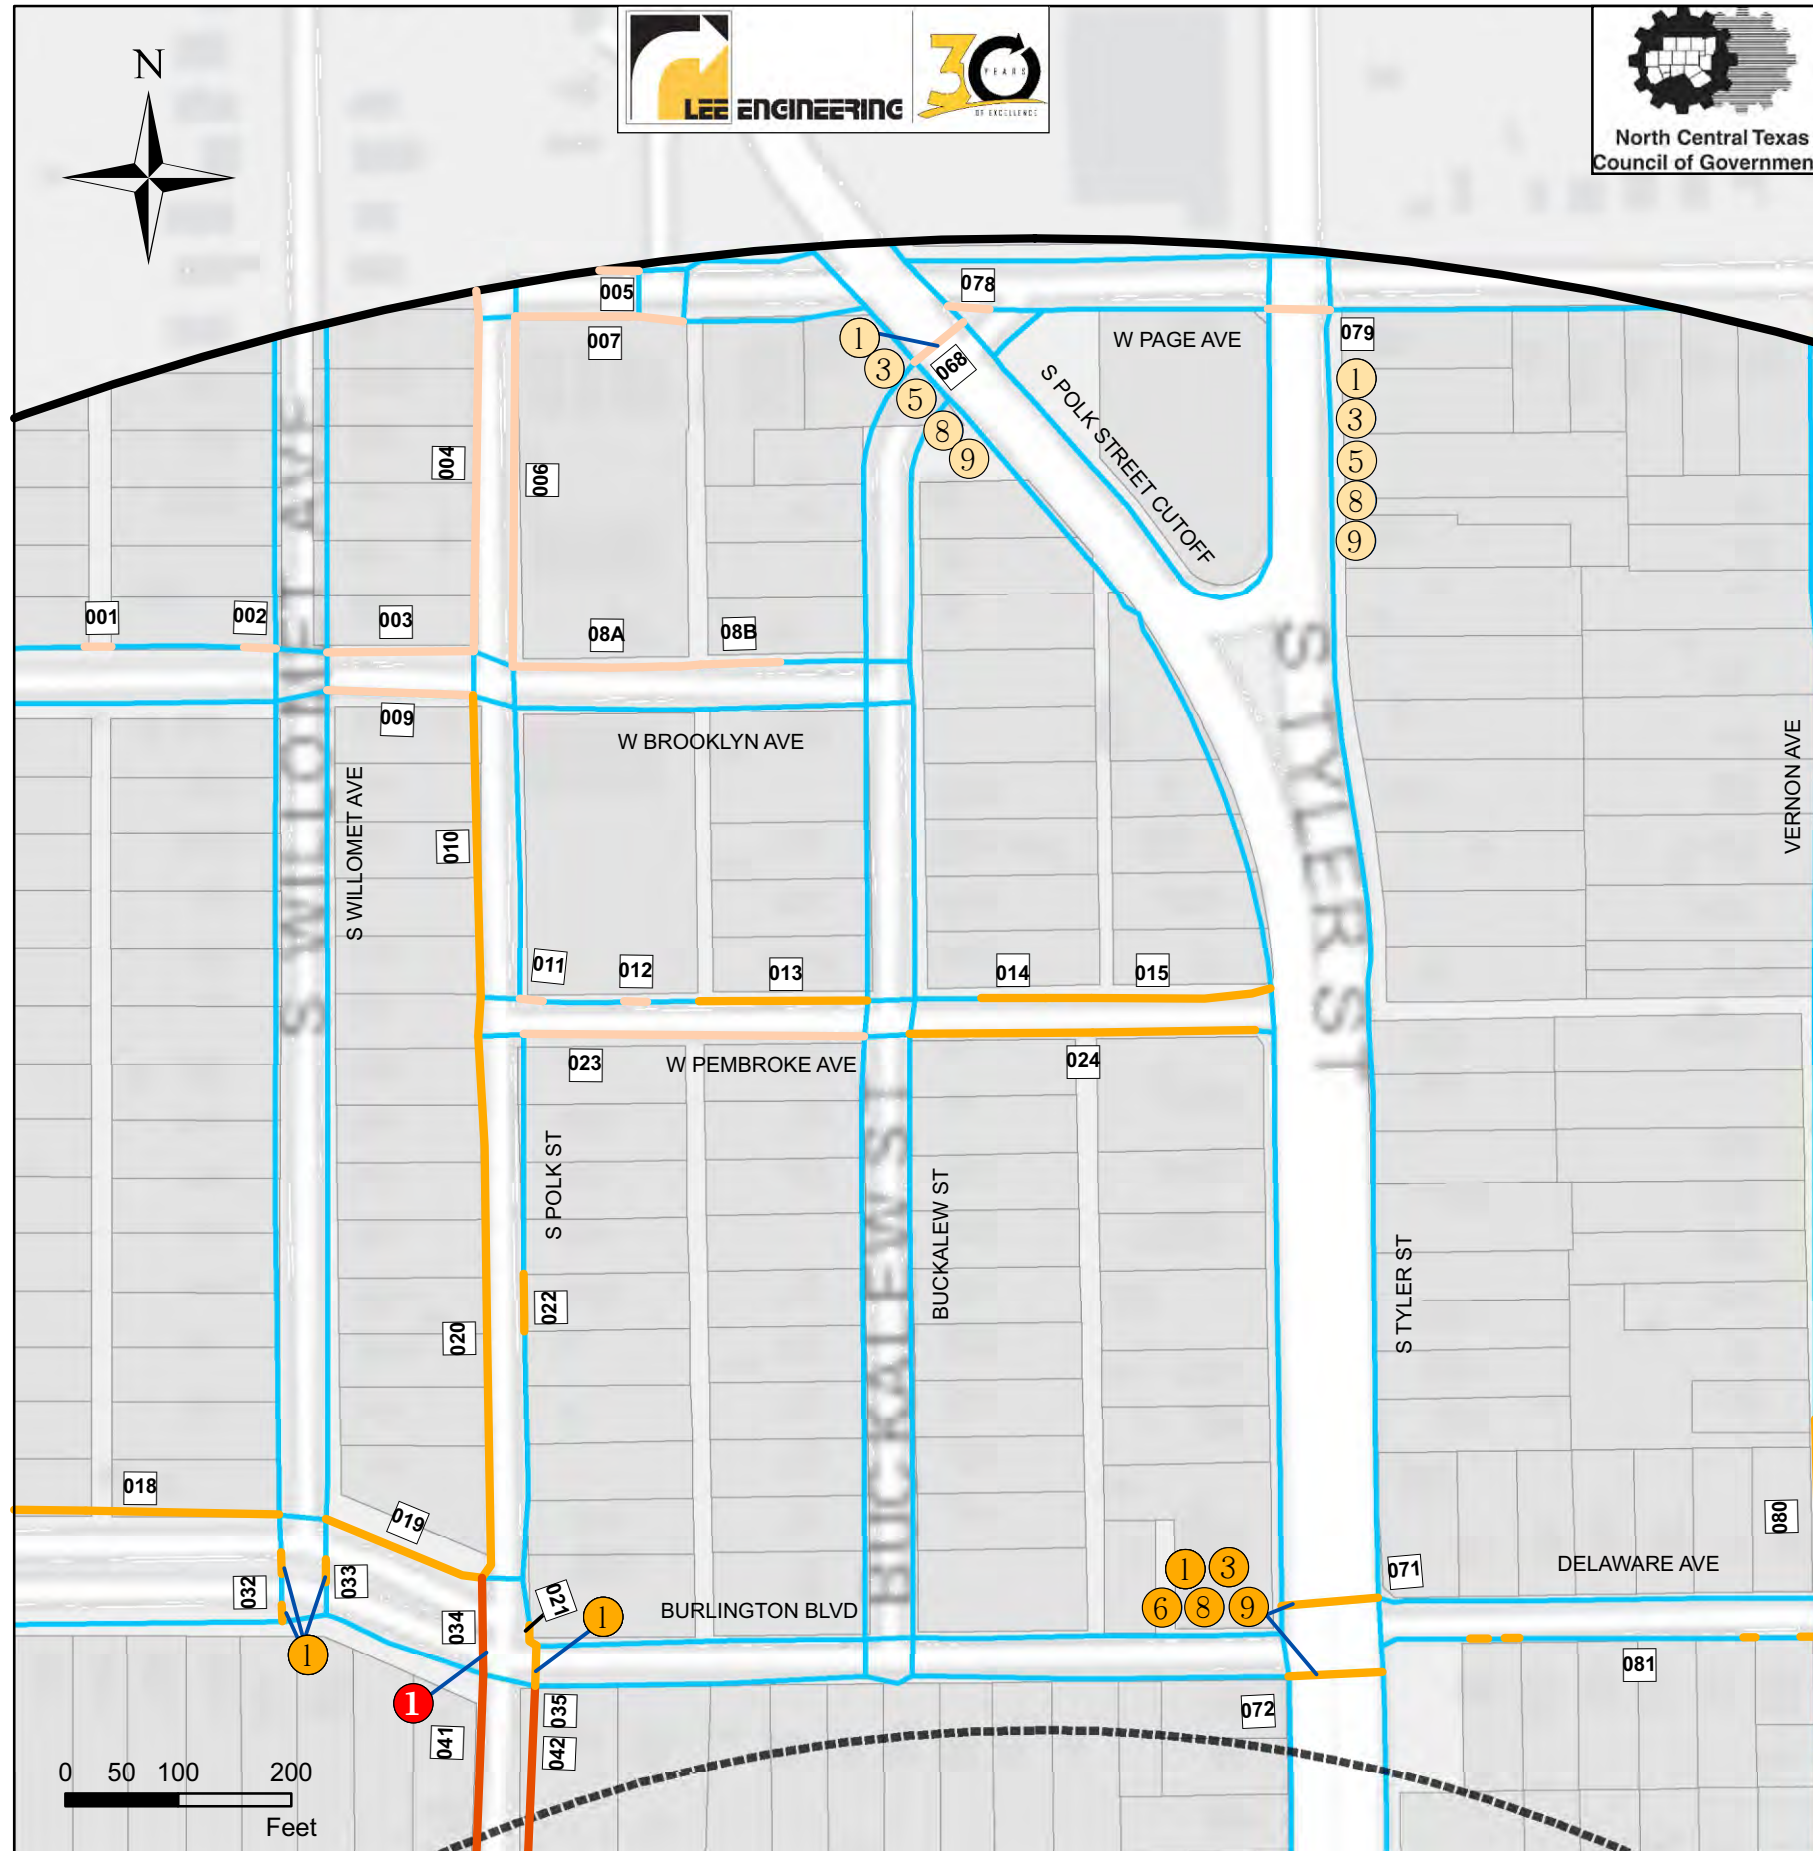 N
LEE ENGINEERING
30
YEARS
OF EXCELLENCE
North Central Texas
Council of Governmen
005
078
007
1
3
5
8
9
068
W PAGE AVE
079
1
3
5
8
9
S POLK STREET CUTOFF
004
006
001
002
003
08A
08B
009
W BROOKLYN AVE
S WILLOMET AVE
S WILLOMET AVE
S TYLER ST
VERNON AVE
010
011
012
013
014
015
023
W PEMBROKE AVE
024
S POLK ST
BUCKALEW ST
BUCKALEW ST
S TYLER ST
020
022
018
019
080
032
033
034
021
1
1
BURLINGTON BLVD
1
3
6
8
9
071
DELAWARE AVE
1
041
035
042
072
081
0 50 100 200
Feet